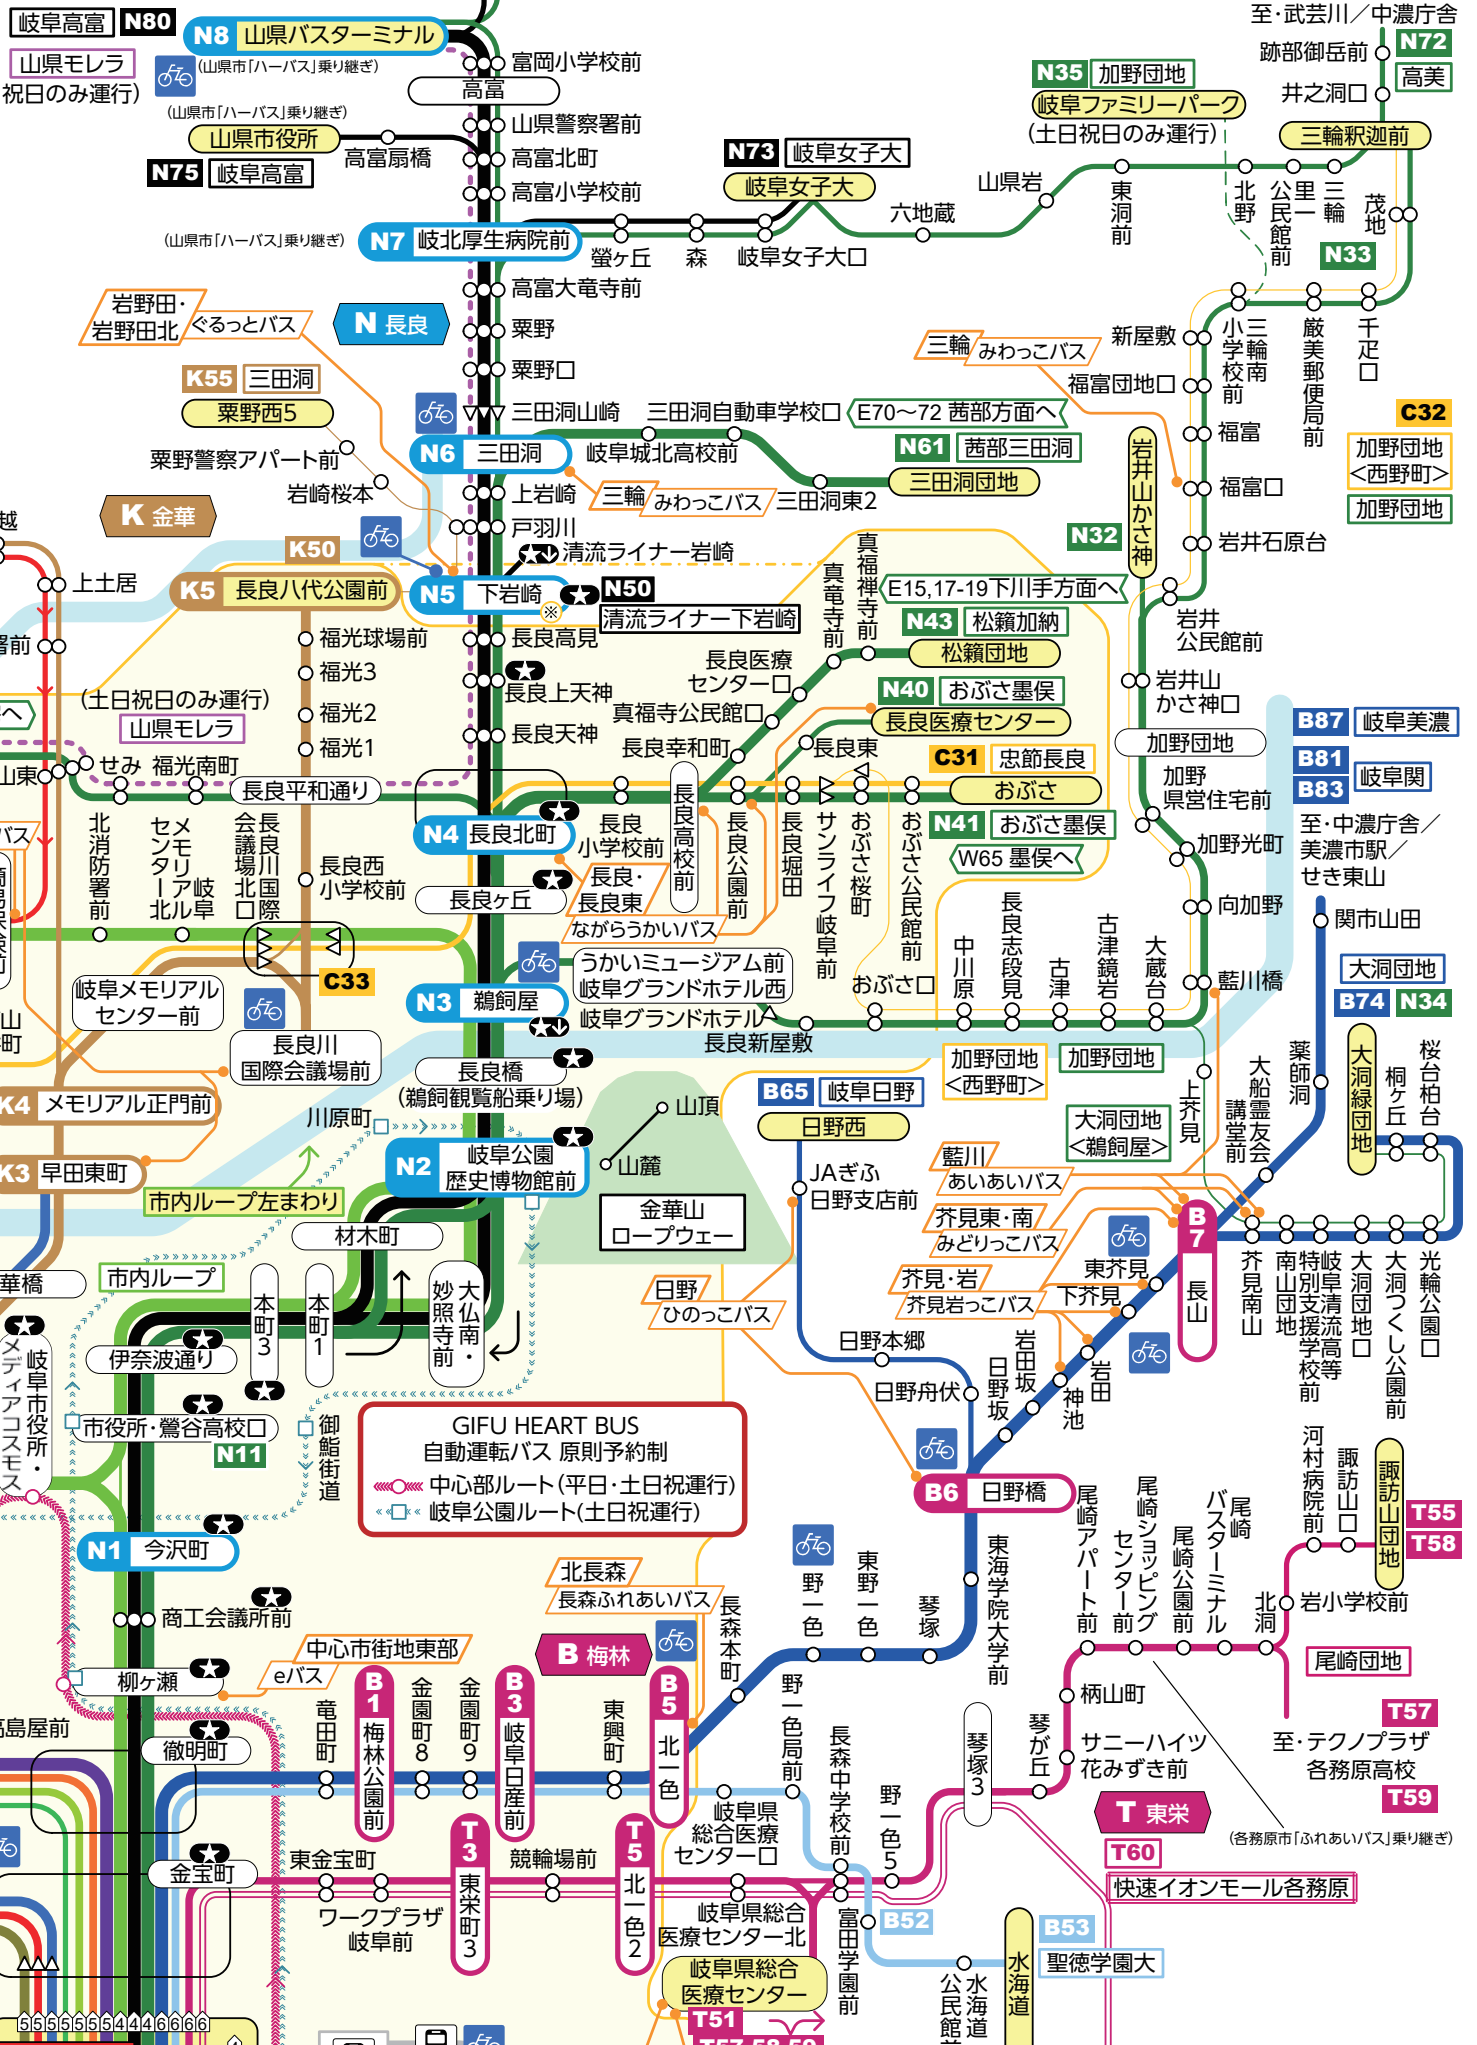 岐阜高富 N80
N8 山県バスターミナル
山県モレラ
祝日のみ運行)
(山県市「ハーバス」乗り継ぎ)
富岡小学校前
高富
(山県市「ハーバス」乗り継ぎ)
山県市役所
高富扇橋
N75 岐阜高富
山県警察署前
高富北町
高富小学校前
N73 岐阜女子大
岐阜女子大
N35 加野団地
岐阜ファミリーパーク
(土日祝日のみ運行)
至・武芸川/中濃庁舎
跡部御岳前
N72
高美
井之洞口
三輪釈迦前
(山県市「ハーバス」乗り継ぎ)
N7 岐北厚生病院前
螢ヶ丘
森
岐阜女子大口
六地蔵
山県岩
東洞前
北野
公民館前
里一
三輪
茂地
N33
高富大竜寺前
岩野田・
岩野田北
ぐるっとバス
N 長良
粟野
粟野口
K55 三田洞
粟野西5
粟野警察アパート前
岩崎桜本
三田洞山崎
三田洞自動車学校口
E70～72 茜部方面へ
N6 三田洞
岐阜城北高校前
N61 茜部三田洞
三田洞団地
三田洞東2
三輪
みわっこバス
三輪
みわっこバス
新屋敷
福富団地口
福富
福富口
岩井石原台
三輪南
小学校前
厳美郵便局前
千疋口
C32
加野団地
<西野町>
加野団地
岩井山かさ神
N32
K 金華
上岩崎
戸羽川
清流ライナー岩崎
K50
K5 長良八代公園前
N5 下岩崎
※
N50
清流ライナー下岩崎
越
上土居
署前
福光球場前
福光3
福光2
福光1
長良高見
長良上天神
長良天神
(土日祝日のみ運行)
山県モレラ
せみ
福光南町
長良平和通り
山東
真福禅寺前
真竜寺前
E15,17-19下川手方面へ
N43 松籟加納
松籟団地
長良医療
センター口
N40 おぶさ墨俣
長良医療センター
真福寺公民館口
長良幸和町
長良東
C31 忠節長良
おぶさ
N41 おぶさ墨俣
W65 墨俣へ
岩井
公民館前
岩井山
かさ神口
加野団地
加野
県営住宅前
加野光町
向加野
藍川橋
B87 岐阜美濃
B81
B83
岐阜関
至・中濃庁舎/
美濃市駅/
せき東山
関市山田
大洞団地
B74 N34
N4 長良北町
長良
小学校前
長良高校前
長良公園前
長良堀田
サンライフ岐阜前
おぶさ桜町
おぶさ公民館前
長良・
長良東
ながらうかいバス
長良ヶ丘
北消防署前
メモリアル
センター北
岐阜
長良川国際
会議場北口
長良西
小学校前
C33
岐阜メモリアル
センター前
長良川
国際会議場前
N3 鵜飼屋
うかいミュージアム前
岐阜グランドホテル西
岐阜グランドホテル
長良新屋敷
おぶさ口
中川原
長良志段見
古津
古津鏡岩
大蔵台
加野団地
<西野町>
加野団地
大洞団地
<鵜飼屋>
上芥見
大船霊友会
講堂前
薬師洞
大洞緑団地
桐ヶ丘
桜台柏台
長良橋
(鵜飼観覧船乗り場)
K4 メモリアル正門前
K3 早田東町
川原町
市内ループ左まわり
N2 岐阜公園
歴史博物館前
山頂
山麓
金華山
ロープウェー
B65 岐阜日野
日野西
JAぎふ
日野支店前
藍川
あいあいバス
芥見東・南
みどりっこバス
芥見・岩
芥見岩っこバス
日野
ひのっこバス
B7 長山
東芥見
下芥見
岩田
神池
岩田坂
日野坂
日野本郷
日野舟伏
B6 日野橋
芥見南山
南山団地
岐阜清流高等
特別支援学校前
大洞団地口
大洞つくし公園前
光輪公園口
材木町
市内ループ
華橋
本町3
本町1
大仏南・
妙照寺前
伊奈波通り
岐阜市役所・
メディアコスモス
市役所・鶯谷高校口
N11
御鮨街道
GIFU HEART BUS
自動運転バス 原則予約制
中心部ルート(平日・土日祝運行)
岐阜公園ルート(土日祝運行)
N1 今沢町
商工会議所前
柳ヶ瀬
高島屋前
徹明町
金宝町
中心市街地東部
eバス
北長森
長森ふれあいバス
B 梅林
竜田町
B1 梅林公園前
金園町8
金園町9
B3 岐阜日産前
東興町
B5 北一色
長森本町
野一色
東野一色
琴塚
東海学院大学前
尾崎アパート前
尾崎ショッピング
センター前
尾崎公園前
尾崎
バスターミナル
北洞
河村病院前
諏訪山口
諏訪山団地
T55
T58
岩小学校前
尾崎団地
T57
至・テクノプラザ
各務原高校
T59
(各務原市「ふれあいバス」乗り継ぎ)
柄山町
サニーハイツ
花みずき前
琴が丘
琴塚3
T 東栄
T60
快速イオンモール各務原
野一色局前
岐阜県
総合医療
センター口
長森中学校前
野一色5
東金宝町
ワークプラザ
岐阜前
T3 東栄町3
競輪場前
T5 北一色2
岐阜県総合
医療センター北
岐阜県総合
医療センター
T51
T57,58,59
富田学園前
B52
水海道
公民館前
水海道
B53
聖徳学園大
5 5 5 5 5 5 5 4 4 4 6 6 6 6